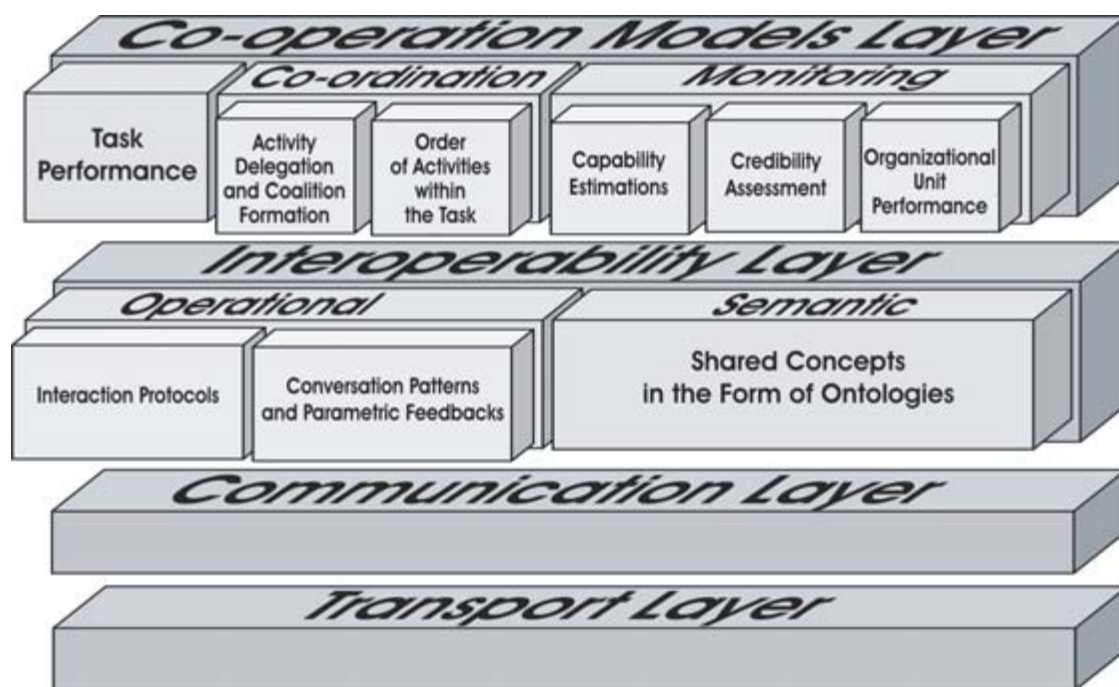 Co-operation Models Layer
Co-ordination
Monitoring
Task
Performance
Activity
Delegation
and Coalition
Formation
Order
of Activities
within
the Task
Capability
Estimations
Credibility
Assessment
Organizational
Unit
Performance
Interoperability Layer
Operational
Semantic
Interaction Protocols
Conversation Patterns
and Parametric Feedbacks
Shared Concepts
in the Form of Ontologies
Communication Layer
Transport Layer